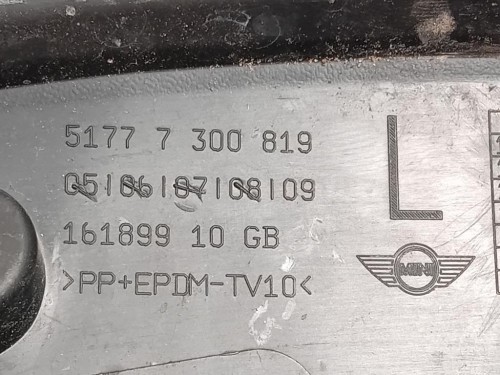 5177 7 300 819
05|06|07|08|09
161899 10 GB
>PP+EPDM-TV10<
L
MINI